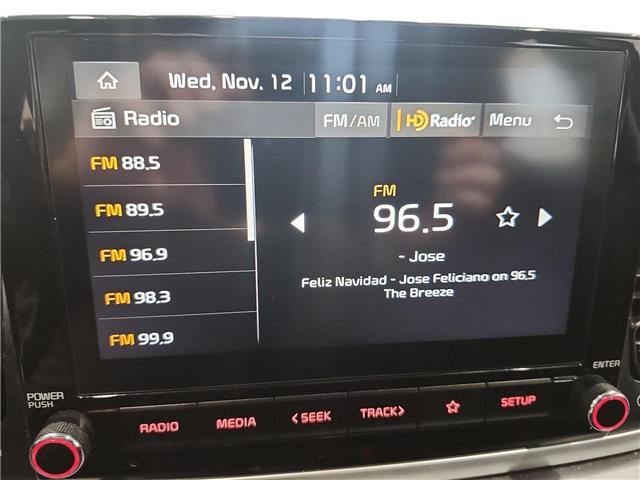 Wed, Nov. 12 11:01 AM
Radio FM/AM HD Radio Menu
FM 88.5
FM 89.5
FM 96.9
FM 98.3
FM 99.9
FM
96.5
- Jose
Feliz Navidad - Jose Feliciano on 96.5
The Breeze
POWER
PUSH
RADIO MEDIA < SEEK TRACK > SETUP
ENTER